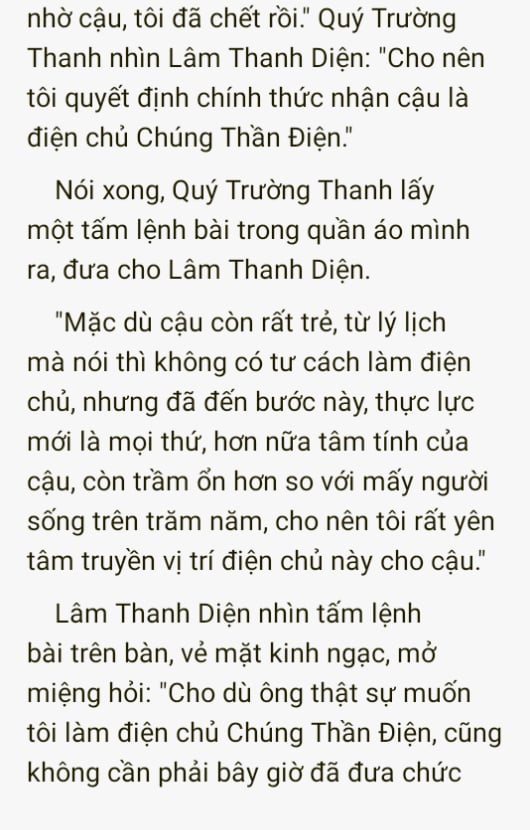 nhờ cậu, tôi đã chết rồi." Quý Trường
Thanh nhìn Lâm Thanh Diện: "Cho nên
tôi quyết định chính thức nhận cậu là
điện chủ Chúng Thần Điện."
Nói xong, Quý Trường Thanh lấy
một tấm lệnh bài trong quần áo mình
ra, đưa cho Lâm Thanh Diện.
"Mặc dù cậu còn rất trẻ, từ lý lịch
mà nói thì không có tư cách làm điện
chủ, nhưng đã đến bước này, thực lực
mới là mọi thứ, hơn nữa tâm tính của
cậu, còn trầm ổn hơn so với mấy người
sống trên trăm năm, cho nên tôi rất yên
tâm truyền vị trí điện chủ này cho cậu."
Lâm Thanh Diện nhìn tấm lệnh
bài trên bàn, vẻ mặt kinh ngạc, mở
miệng hỏi: "Cho dù ông thật sự muốn
tôi làm điện chủ Chúng Thần Điện, cũng
không cần phải bây giờ đã đưa chức